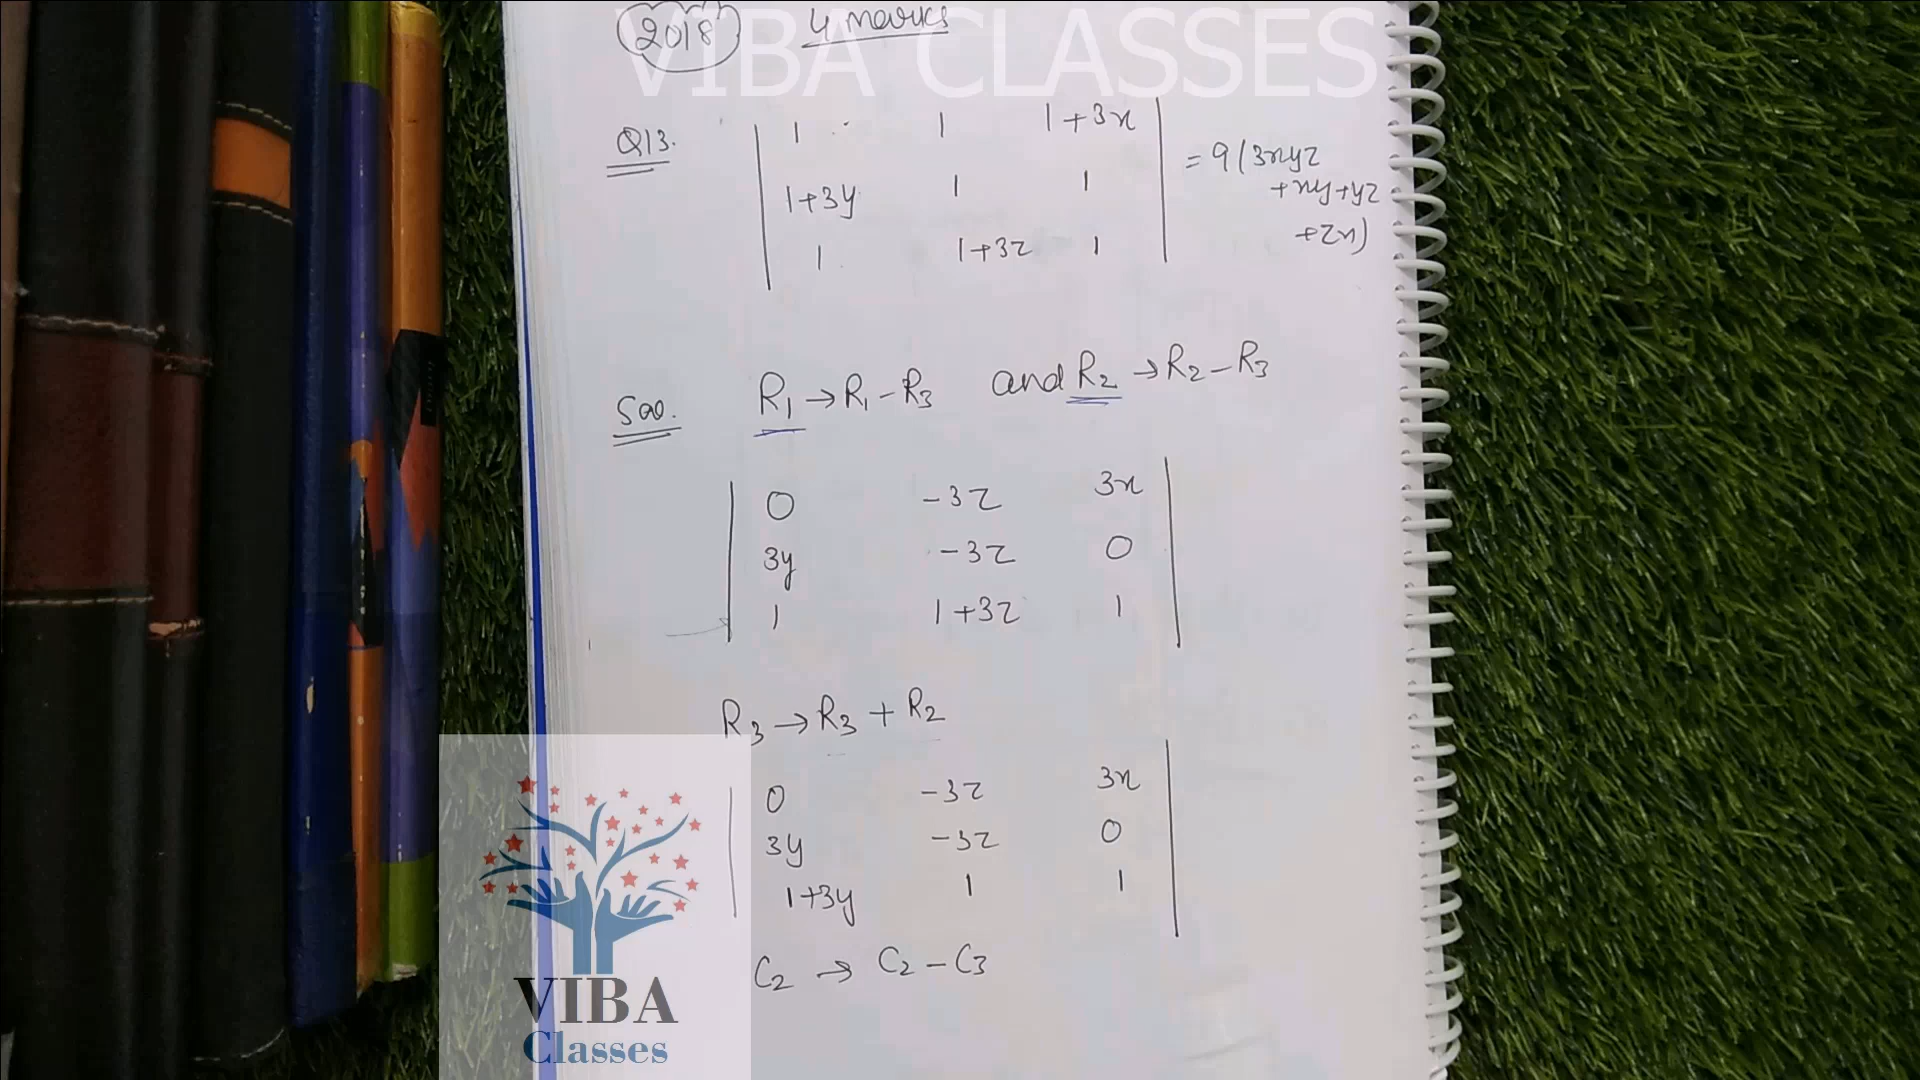 2018 4 marks
VIBA CLASSES
Q13.
1 1 1+3x
1+3y 1 1
1 1+3z 1
= 9(3xyz
+xy+yz
+zx)
Sol. R₁ → R₁ - R₃ and R₂ → R₂ - R₃
0 -3z 3x
3y -3z 0
1 1+3z 1
R₃ → R₃ + R₂
0 -3z 3x
3y -3z 0
1+3y 1 1
C₂ → C₂ - C₃
VIBA
Classes